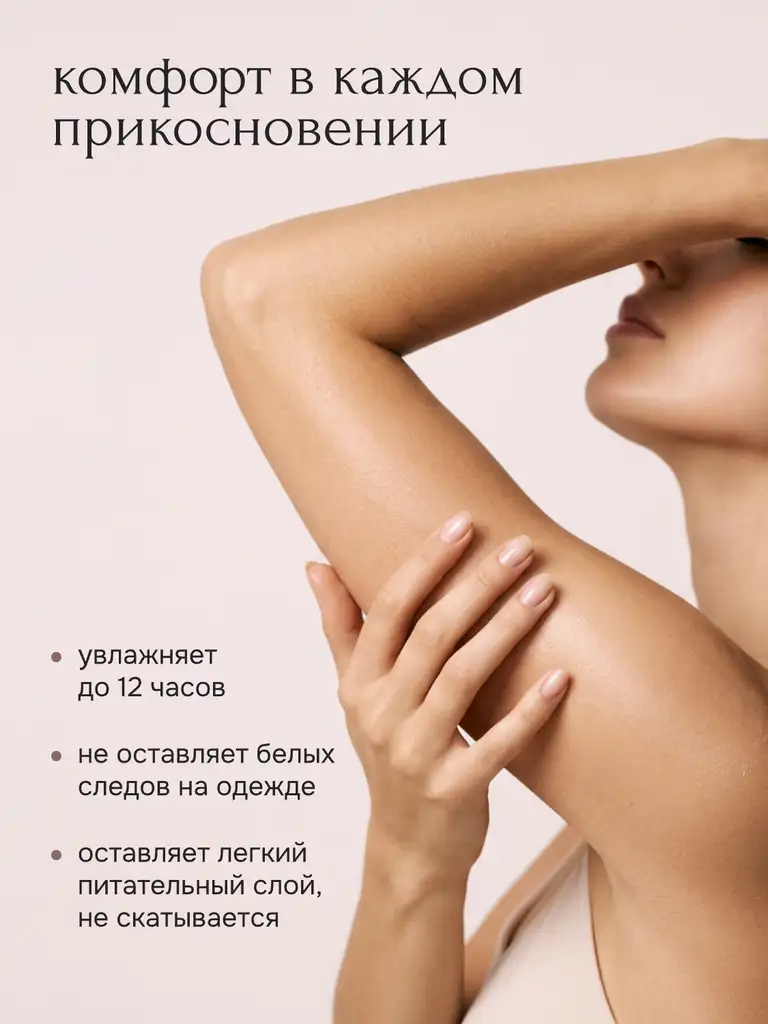 комфорт в каждом
прикосновении
увлажняет
до 12 часов
не оставляет белых
следов на одежде
оставляет легкий
питательный слой,
не скатывается